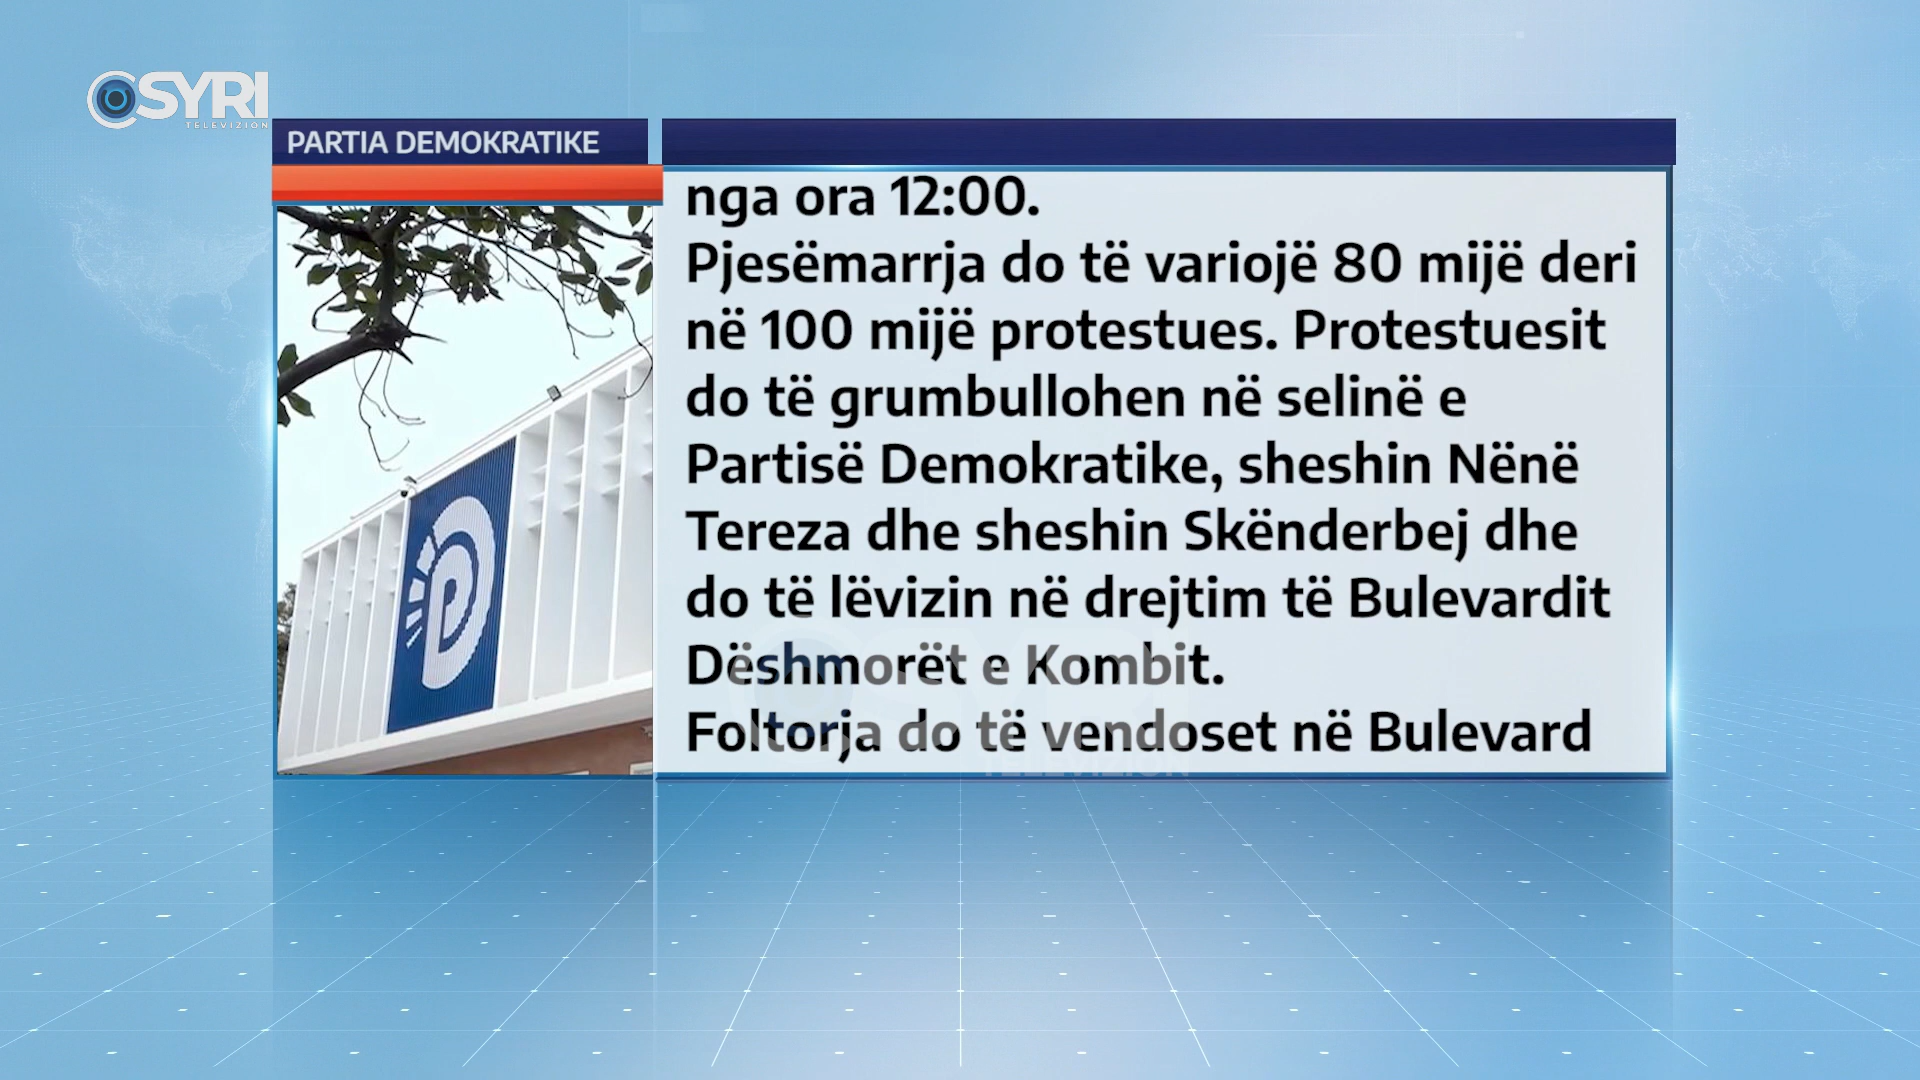 SYRI
TELEVIZION
PARTIA DEMOKRATIKE
nga ora 12:00.
Pjesëmarrja do të variojë 80 mijë deri
në 100 mijë protestues. Protestuesit
do të grumbullohen në selinë e
Partisë Demokratike, sheshin Nënë
Tereza dhe sheshin Skënderbej dhe
do të lëvizin në drejtim të Bulevardit
Dëshmorët e Kombit.
Foltorja do të vendoset në Bulevard
SYRI
TELEVIZION